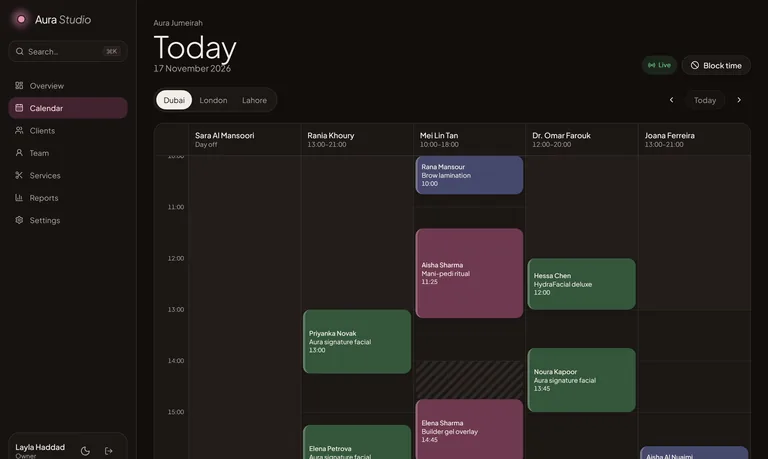 Aura Studio
Search...
⌘K
Overview
Calendar
Clients
Team
Services
Reports
Settings
Layla Haddad
Owner
Aura Jumeirah
Today
17 November 2026
Live
Block time
Dubai
London
Lahore
Today
Sara Al Mansoori
Day off
Rania Khoury
13:00–21:00
Mei Lin Tan
10:00–18:00
Dr. Omar Farouk
12:00–20:00
Joana Ferreira
13:00–21:00
10:00
Rana Mansour
Brow lamination
10:00
11:00
Aisha Sharma
Mani-pedi ritual
11:25
12:00
Hessa Chen
HydraFacial deluxe
12:00
13:00
Priyanka Novak
Aura signature facial
13:00
14:00
Noura Kapoor
Aura signature facial
13:45
15:00
Elena Sharma
Builder gel overlay
14:45
Elena Petrova
Aura signature facial
Aisha Al Nuaimi